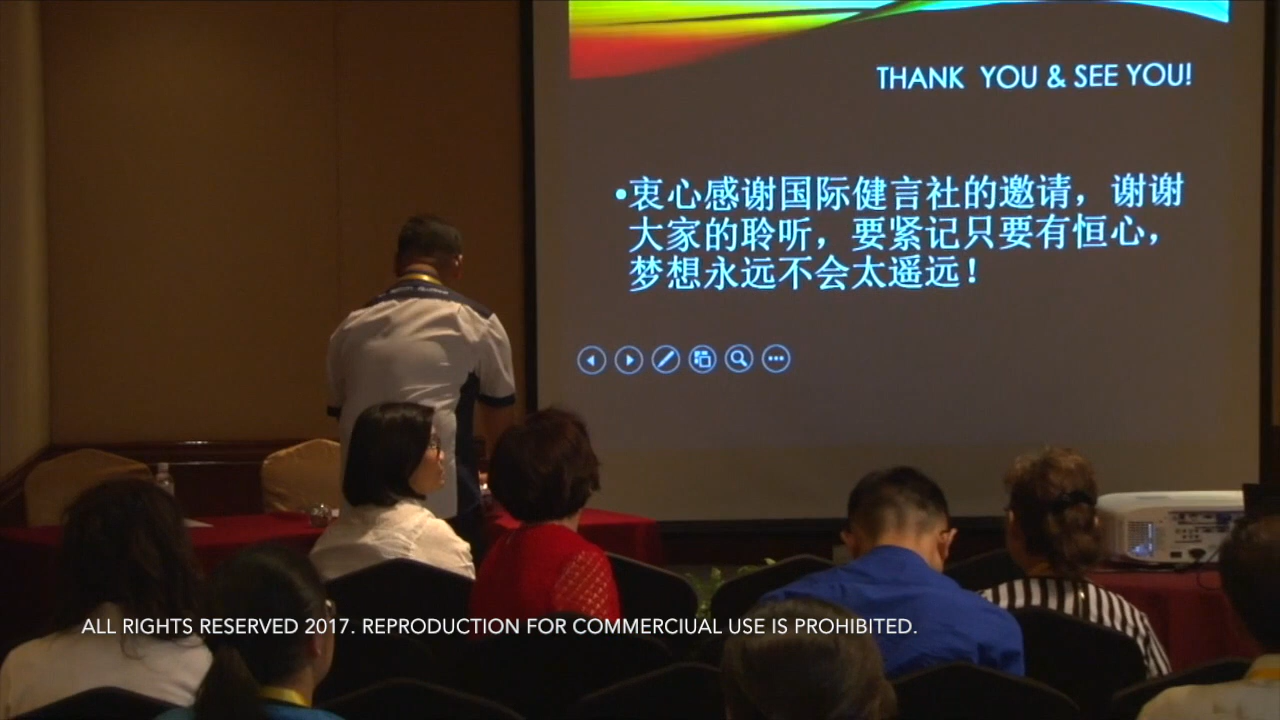 THANK YOU & SEE YOU!
•衷心感谢国际健言社的邀请，谢谢
大家的聆听，要紧记只要有恒心，
梦想永远不会太遥远！
ALL RIGHTS RESERVED 2017. REPRODUCTION FOR COMMERCIUAL USE IS PROHIBITED.